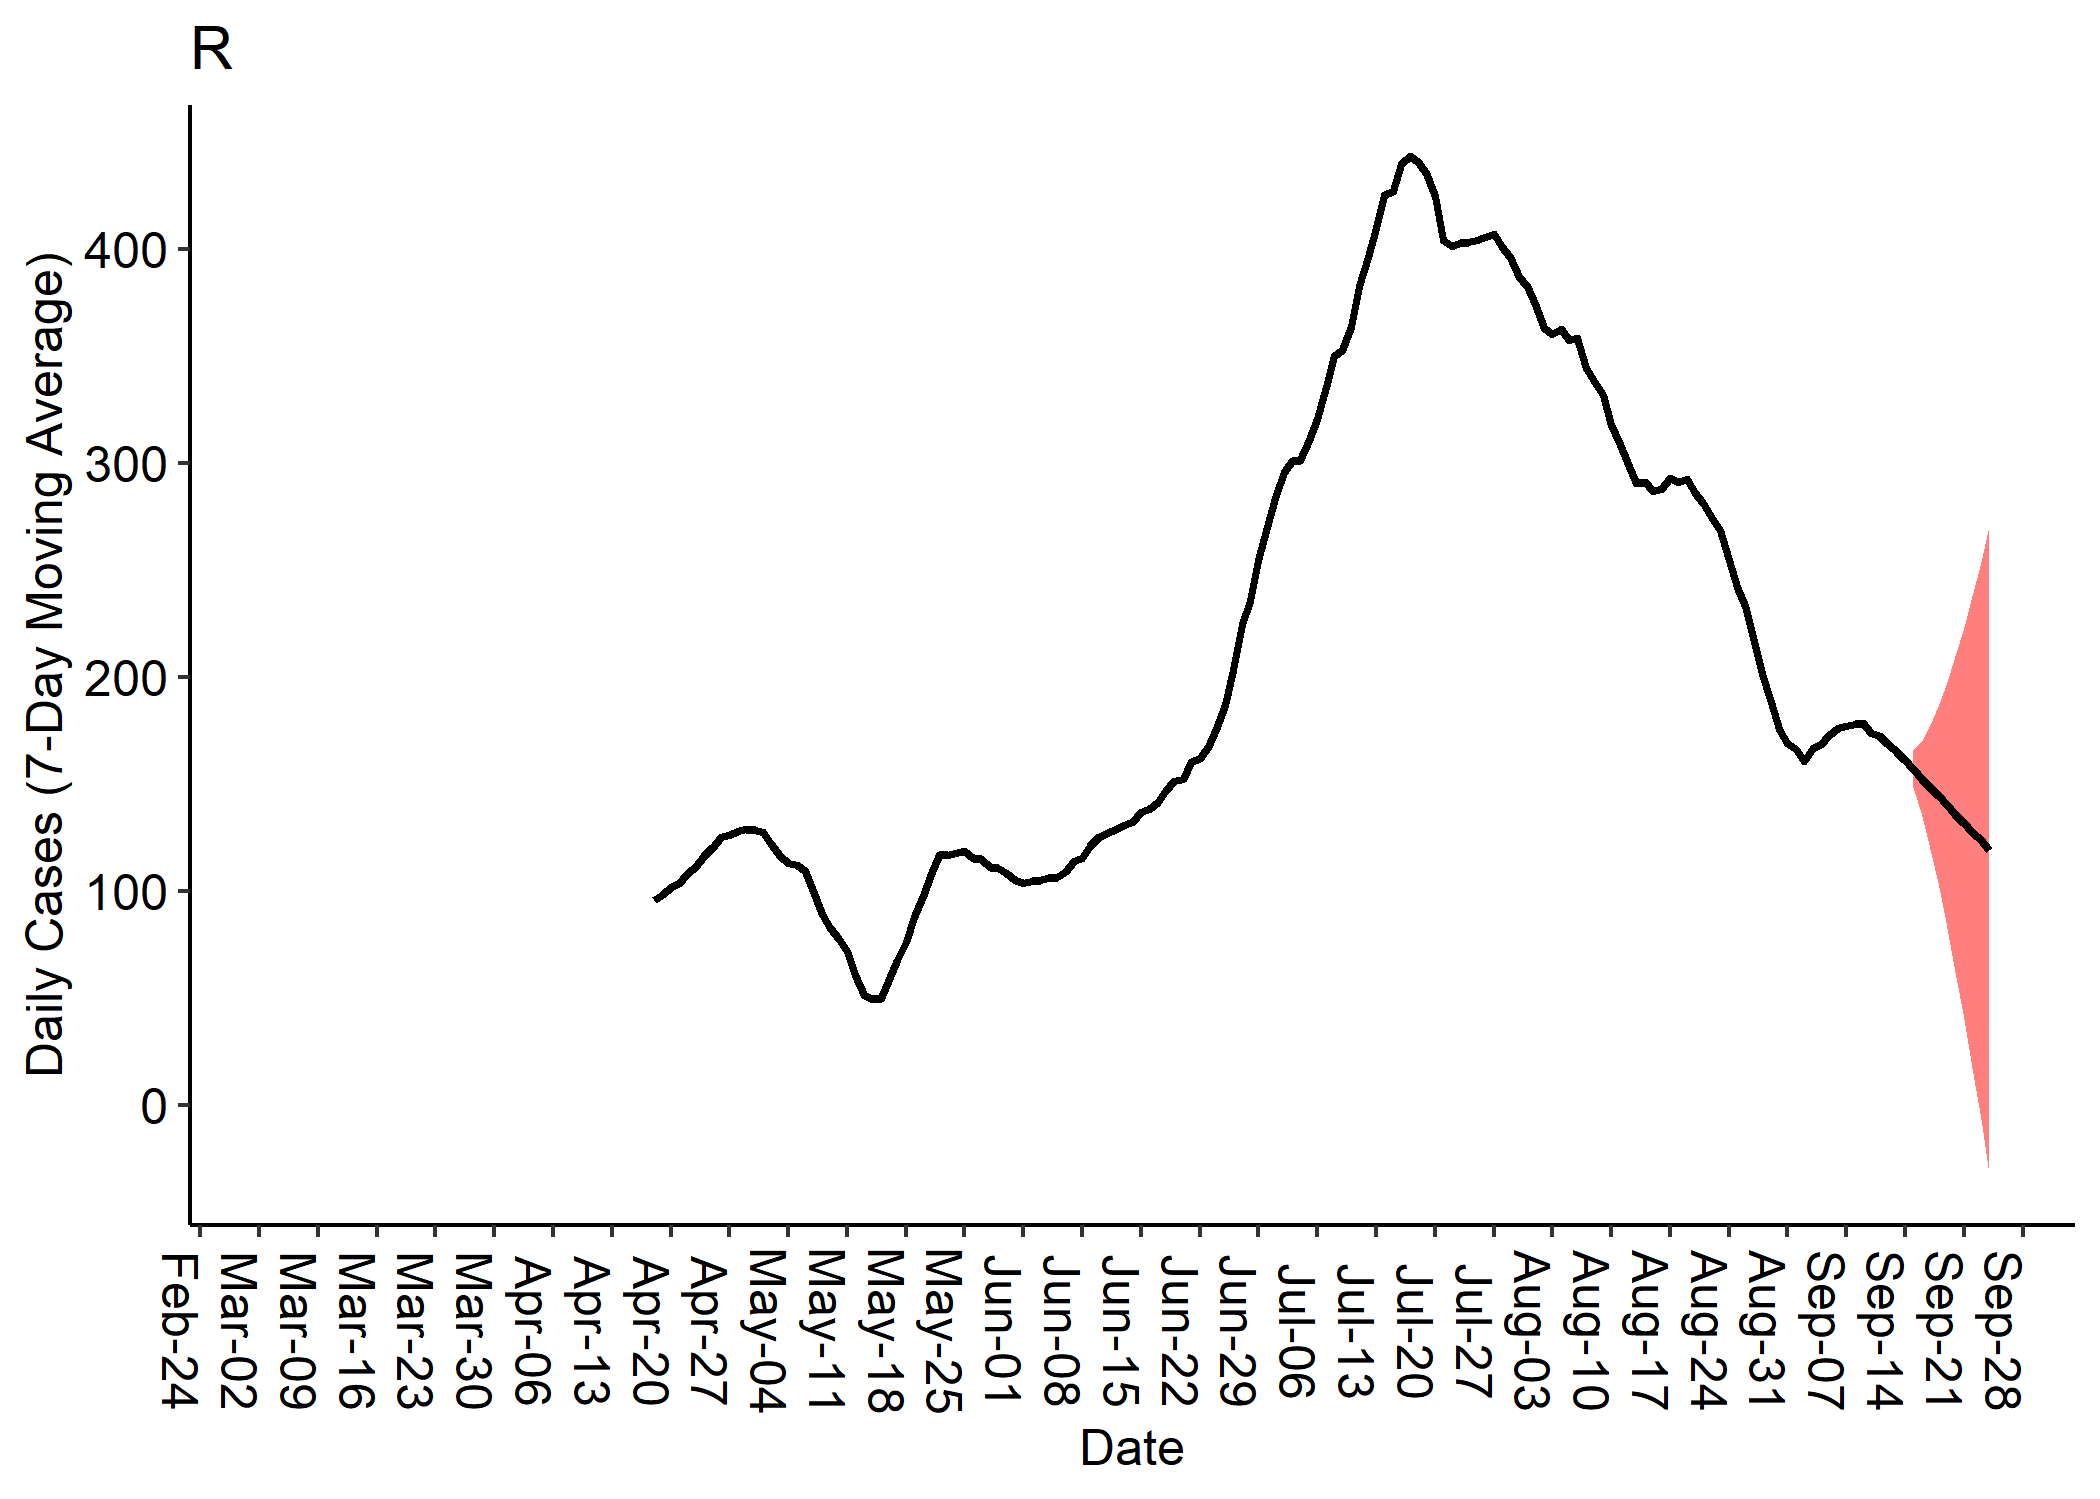 R
Daily Cases (7-Day Moving Average)
400
300
200
100
0
Feb-24
Mar-02
Mar-09
Mar-16
Mar-23
Mar-30
Apr-06
Apr-13
Apr-20
Apr-27
May-04
May-11
May-18
May-25
Jun-01
Jun-08
Jun-15
Jun-22
Jun-29
Jul-06
Jul-13
Jul-20
Jul-27
Aug-03
Aug-10
Aug-17
Aug-24
Aug-31
Sep-07
Sep-14
Sep-21
Sep-28
Date